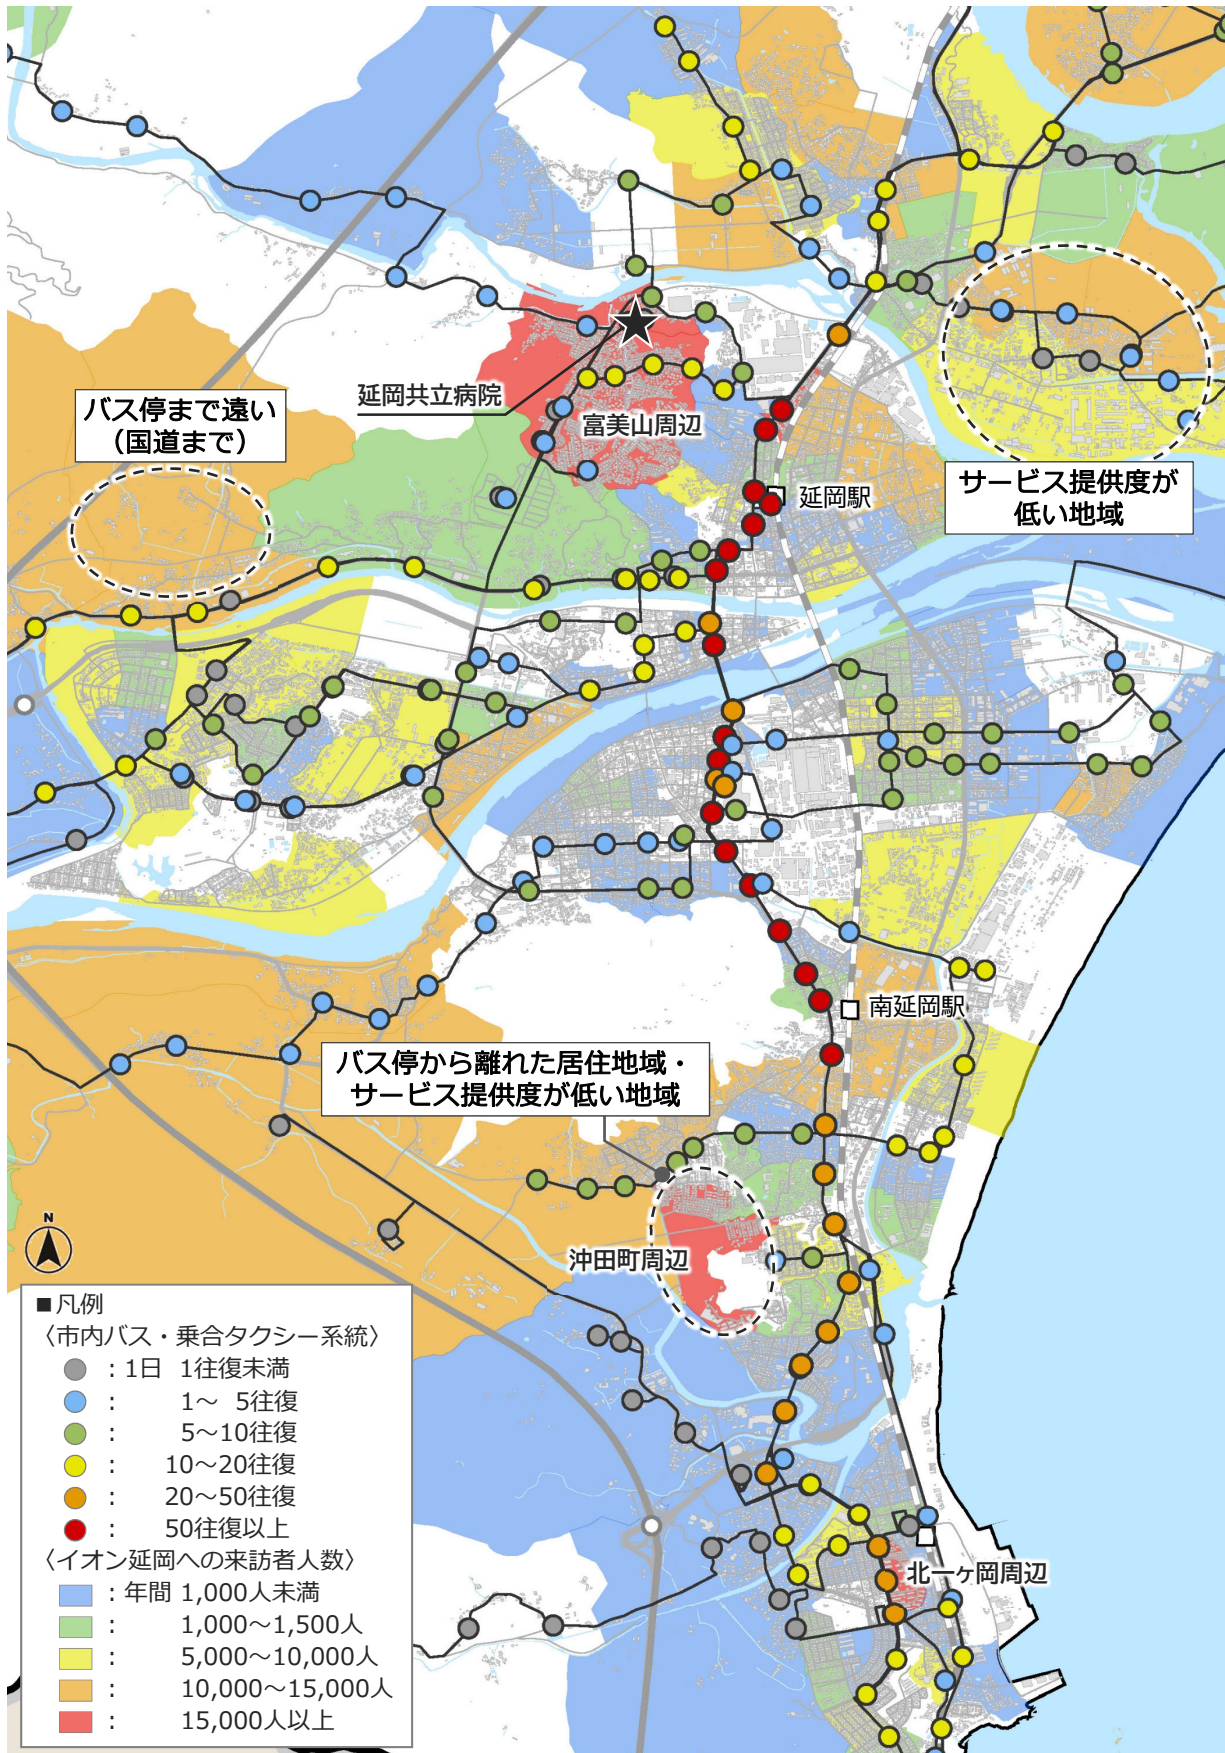 延岡共立病院
バス停まで遠い
（国道まで）
富美山周辺
サービス提供度が
低い地域
延岡駅
南延岡駅
バス停から離れた居住地域・
サービス提供度が低い地域
沖田町周辺
北一ヶ岡周辺
N
■凡例
〈市内バス・乗合タクシー系統〉
：1日 1往復未満
： 1～ 5往復
： 5～10往復
： 10～20往復
： 20～50往復
： 50往復以上
〈イオン延岡への来訪者人数〉
：年間 1,000人未満
： 1,000～1,500人
： 5,000～10,000人
： 10,000～15,000人
： 15,000人以上